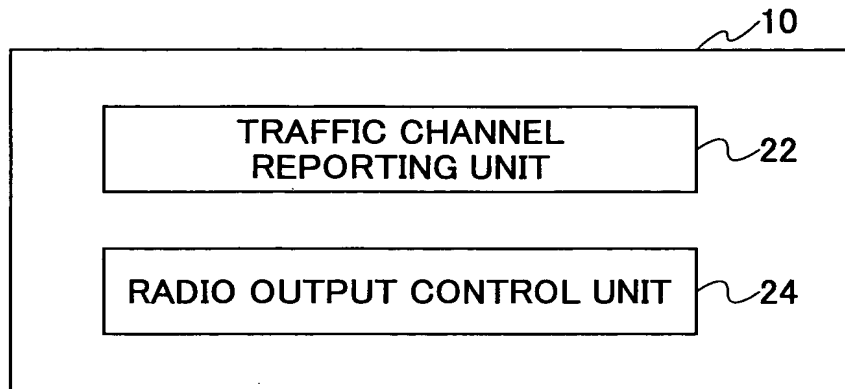 10
TRAFFIC CHANNEL
REPORTING UNIT
22
RADIO OUTPUT CONTROL UNIT
24